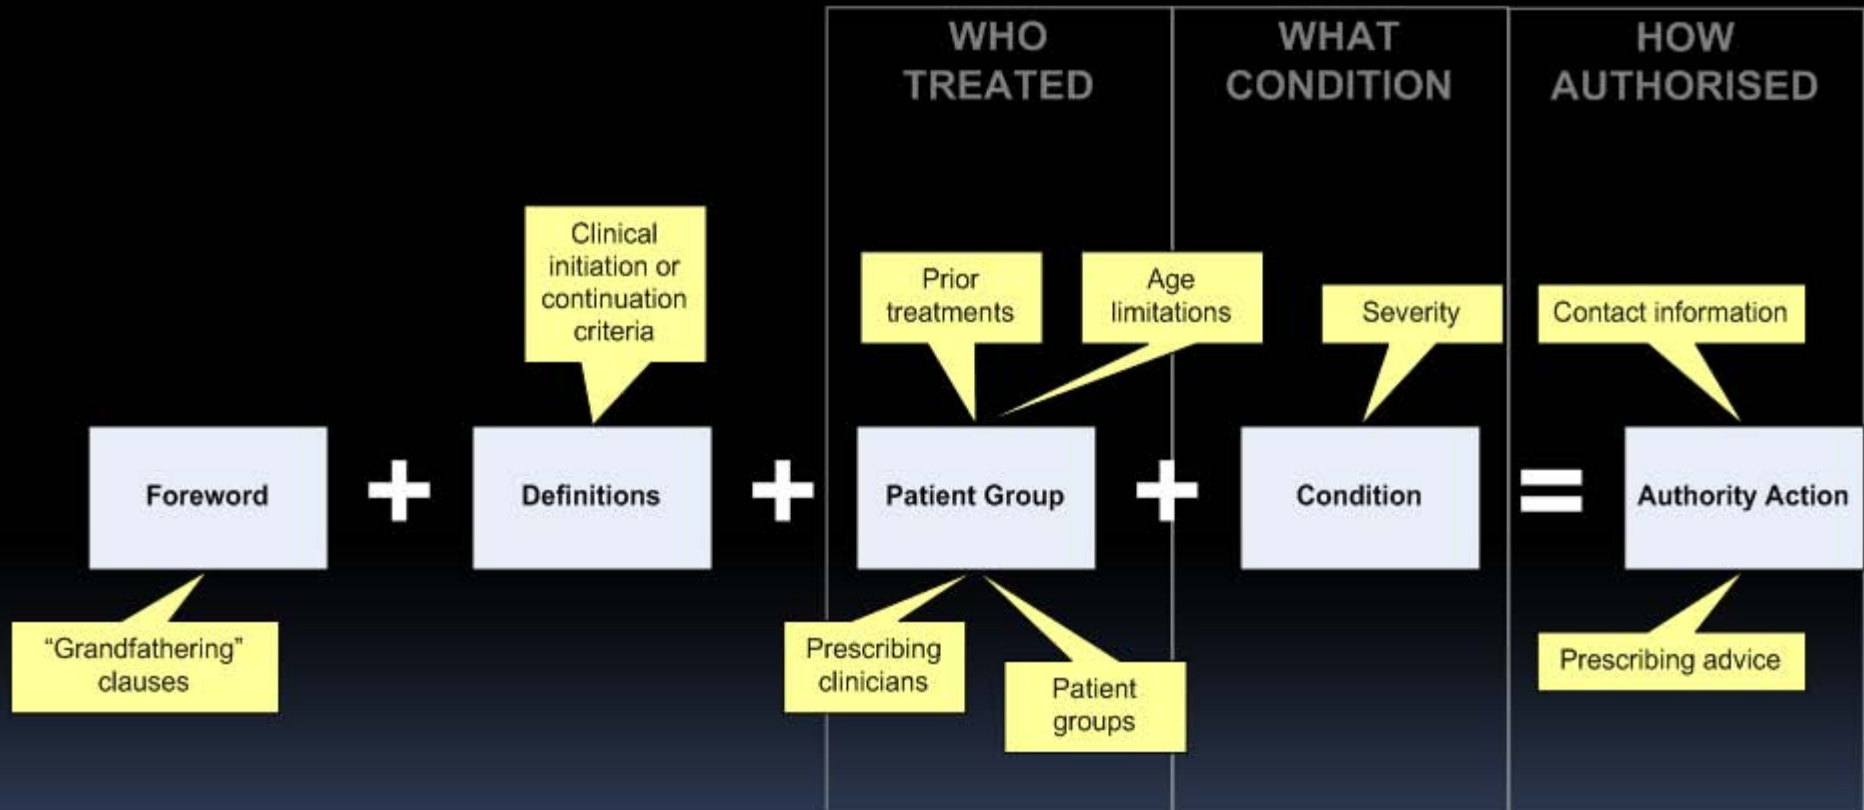 WHO
TREATED
WHAT
CONDITION
HOW
AUTHORISED
Clinical
initiation or
continuation
criteria
Prior
treatments
Age
limitations
Severity
Contact information
Foreword
+
Definitions
+
Patient Group
+
Condition
=
Authority Action
“Grandfathering”
clauses
Prescribing
clinicians
Patient
groups
Prescribing advice